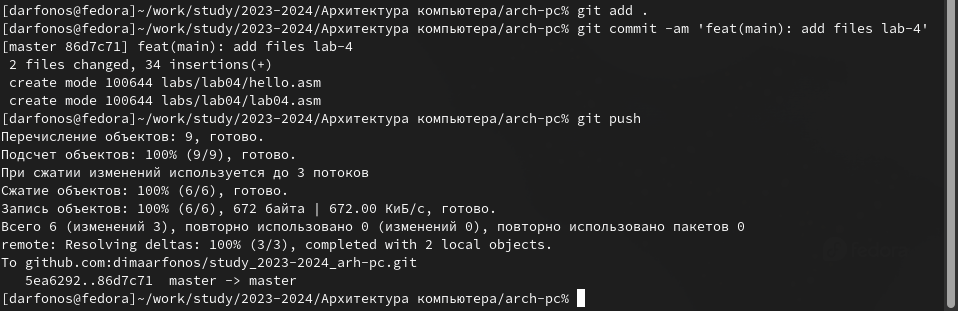 [darfonos@fedora]~/work/study/2023-2024/Архитектура компьютера/arch-pc% git add .
[darfonos@fedora]~/work/study/2023-2024/Архитектура компьютера/arch-pc% git commit -am 'feat(main): add files lab-4'
[master 86d7c71] feat(main): add files lab-4
 2 files changed, 34 insertions(+)
 create mode 100644 labs/lab04/hello.asm
 create mode 100644 labs/lab04/lab04.asm
[darfonos@fedora]~/work/study/2023-2024/Архитектура компьютера/arch-pc% git push
Перечисление объектов: 9, готово.
Подсчет объектов: 100% (9/9), готово.
При сжатии изменений используется до 3 потоков
Сжатие объектов: 100% (6/6), готово.
Запись объектов: 100% (6/6), 672 байта | 672.00 КиБ/с, готово.
Всего 6 (изменений 3), повторно использовано 0 (изменений 0), повторно использовано пакетов 0
remote: Resolving deltas: 100% (3/3), completed with 2 local objects.
To github.com:dimaarfonos/study_2023-2024_arh-pc.git
   5ea6292..86d7c71  master -> master
[darfonos@fedora]~/work/study/2023-2024/Архитектура компьютера/arch-pc%